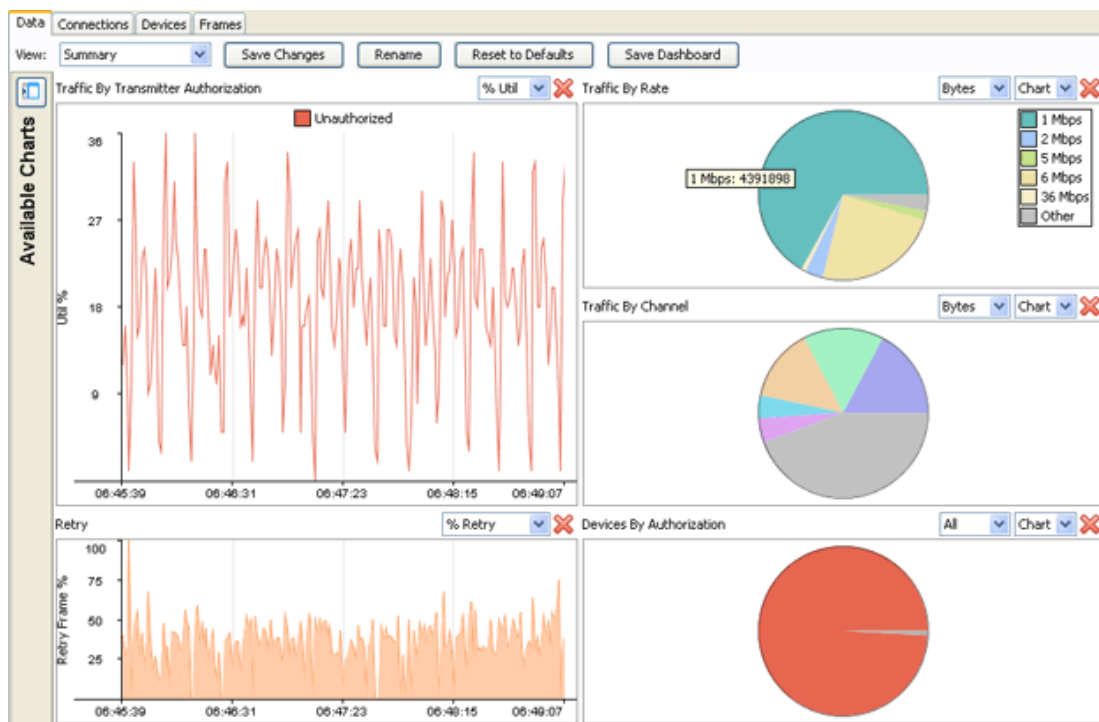 Data Connections Devices Frames
View: Summary Save Changes Rename Reset to Defaults Save Dashboard
Available Charts
Traffic By Transmitter Authorization % Util
Unauthorized
Util %
36
27
18
9
06:45:39 06:46:31 06:47:23 06:48:15 06:49:07
Retry % Retry
Retry Frame %
100
75
50
25
06:45:39 06:46:31 06:47:23 06:48:15 06:49:07
Traffic By Rate Bytes Chart
1 Mbps: 4391898
1 Mbps
2 Mbps
5 Mbps
6 Mbps
36 Mbps
Other
Traffic By Channel Bytes Chart
Devices By Authorization All Chart